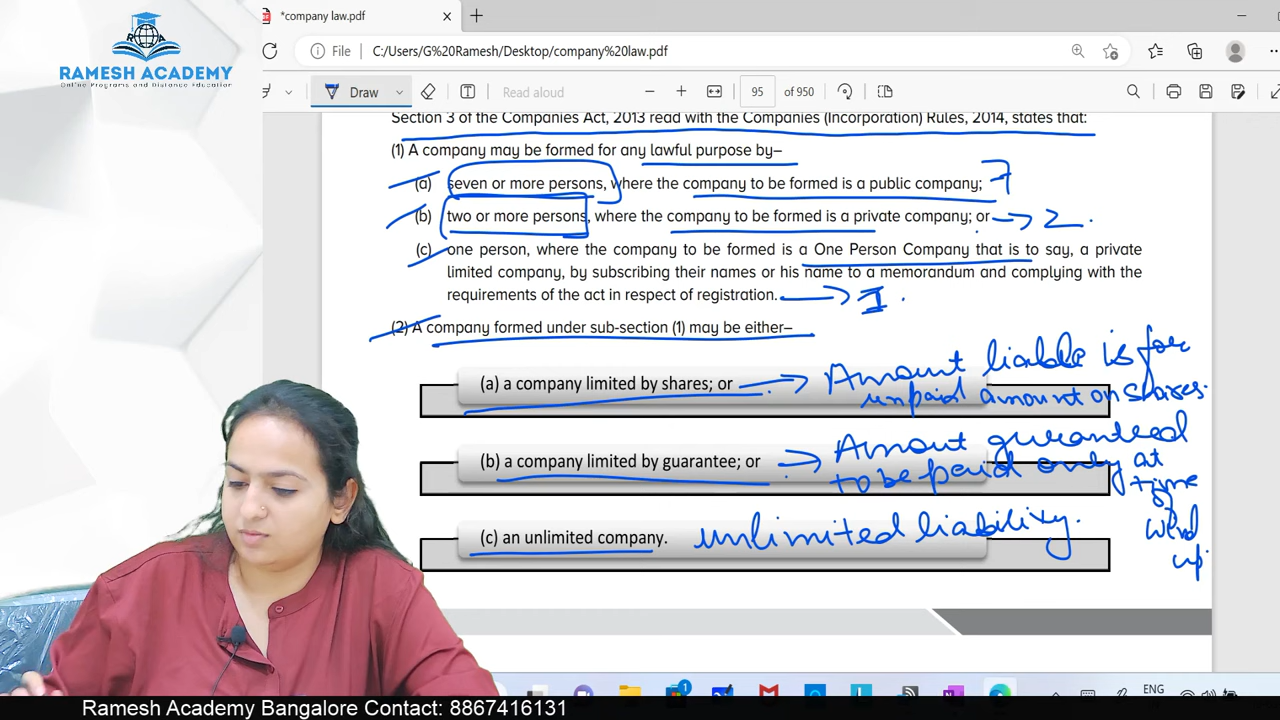 *company law.pdf
File C:/Users/G%20Ramesh/Desktop/company%20law.pdf
RAMESH ACADEMY
Online Programs and Distance Education
Draw Read aloud 95 of 950
Section 3 of the Companies Act, 2013 read with the Companies (Incorporation) Rules, 2014, states that:
(1) A company may be formed for any lawful purpose by–
(a) seven or more persons, where the company to be formed is a public company; 7
(b) two or more persons, where the company to be formed is a private company; or → 2
(c) one person, where the company to be formed is a One Person Company that is to say, a private
limited company, by subscribing their names or his name to a memorandum and complying with the
requirements of the act in respect of registration. → 1
(2) A company formed under sub-section (1) may be either–
(a) a company limited by shares; or → Amount liable is for
unpaid amount on shares.
(b) a company limited by guarantee; or → Amount guranteed
to be paid only at
time
of
wind
up
(c) an unlimited company. unlimited liability.
ENG
Ramesh Academy Bangalore Contact: 8867416131